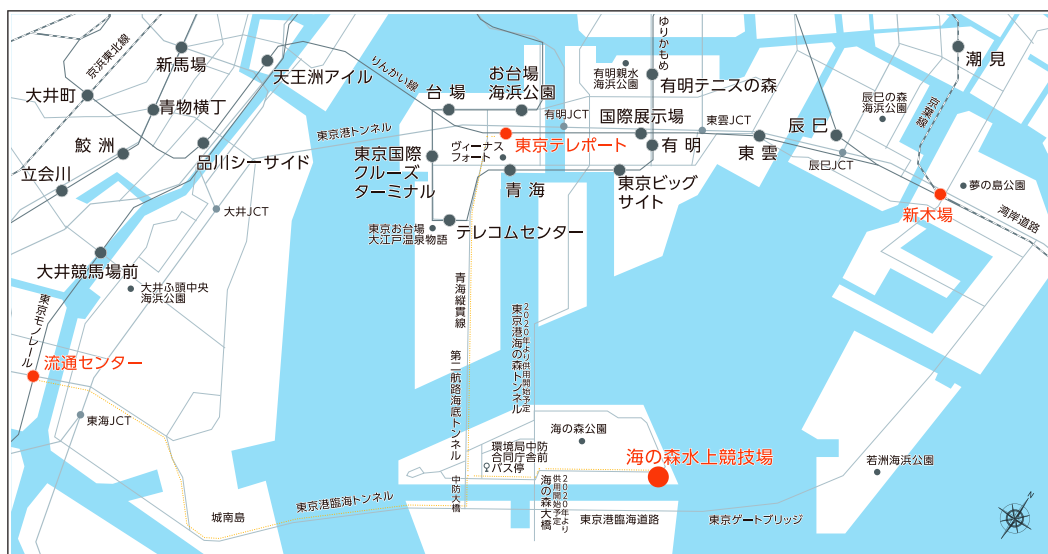 京浜東北線
新馬場
天王洲アイル
大井町
青物横丁
鮫洲
品川シーサイド
立会川
大井JCT
大井競馬場前
大井ふ頭中央
海浜公園
東京モノレール
流通センター
東海JCT
城南島
東京港臨海トンネル
りんかい線
東京港トンネル
台場
お台場
海浜公園
有明JCT
東京テレポート
ヴィーナス
フォート
東京国際
クルーズ
ターミナル
青海
東京お台場
大江戸温泉物語
テレコムセンター
ゆりかもめ
有明親水
海浜公園
有明テニスの森
国際展示場
有明
東京ビッグ
サイト
東雲JCT
東雲
辰巳
辰巳JCT
辰巳の森
海浜公園
潮見
京葉線
夢の島公園
新木場
湾岸道路
青海縦貫線
第二航路海底トンネル
中防大橋
2020年より供用開始予定
東京港海の森トンネル
環境局中防
合同庁舎前
バス停
海の森公園
海の森水上競技場
海の森大橋
2020年より
供用開始予定
東京港臨海道路
東京ゲートブリッジ
若洲海浜公園
N